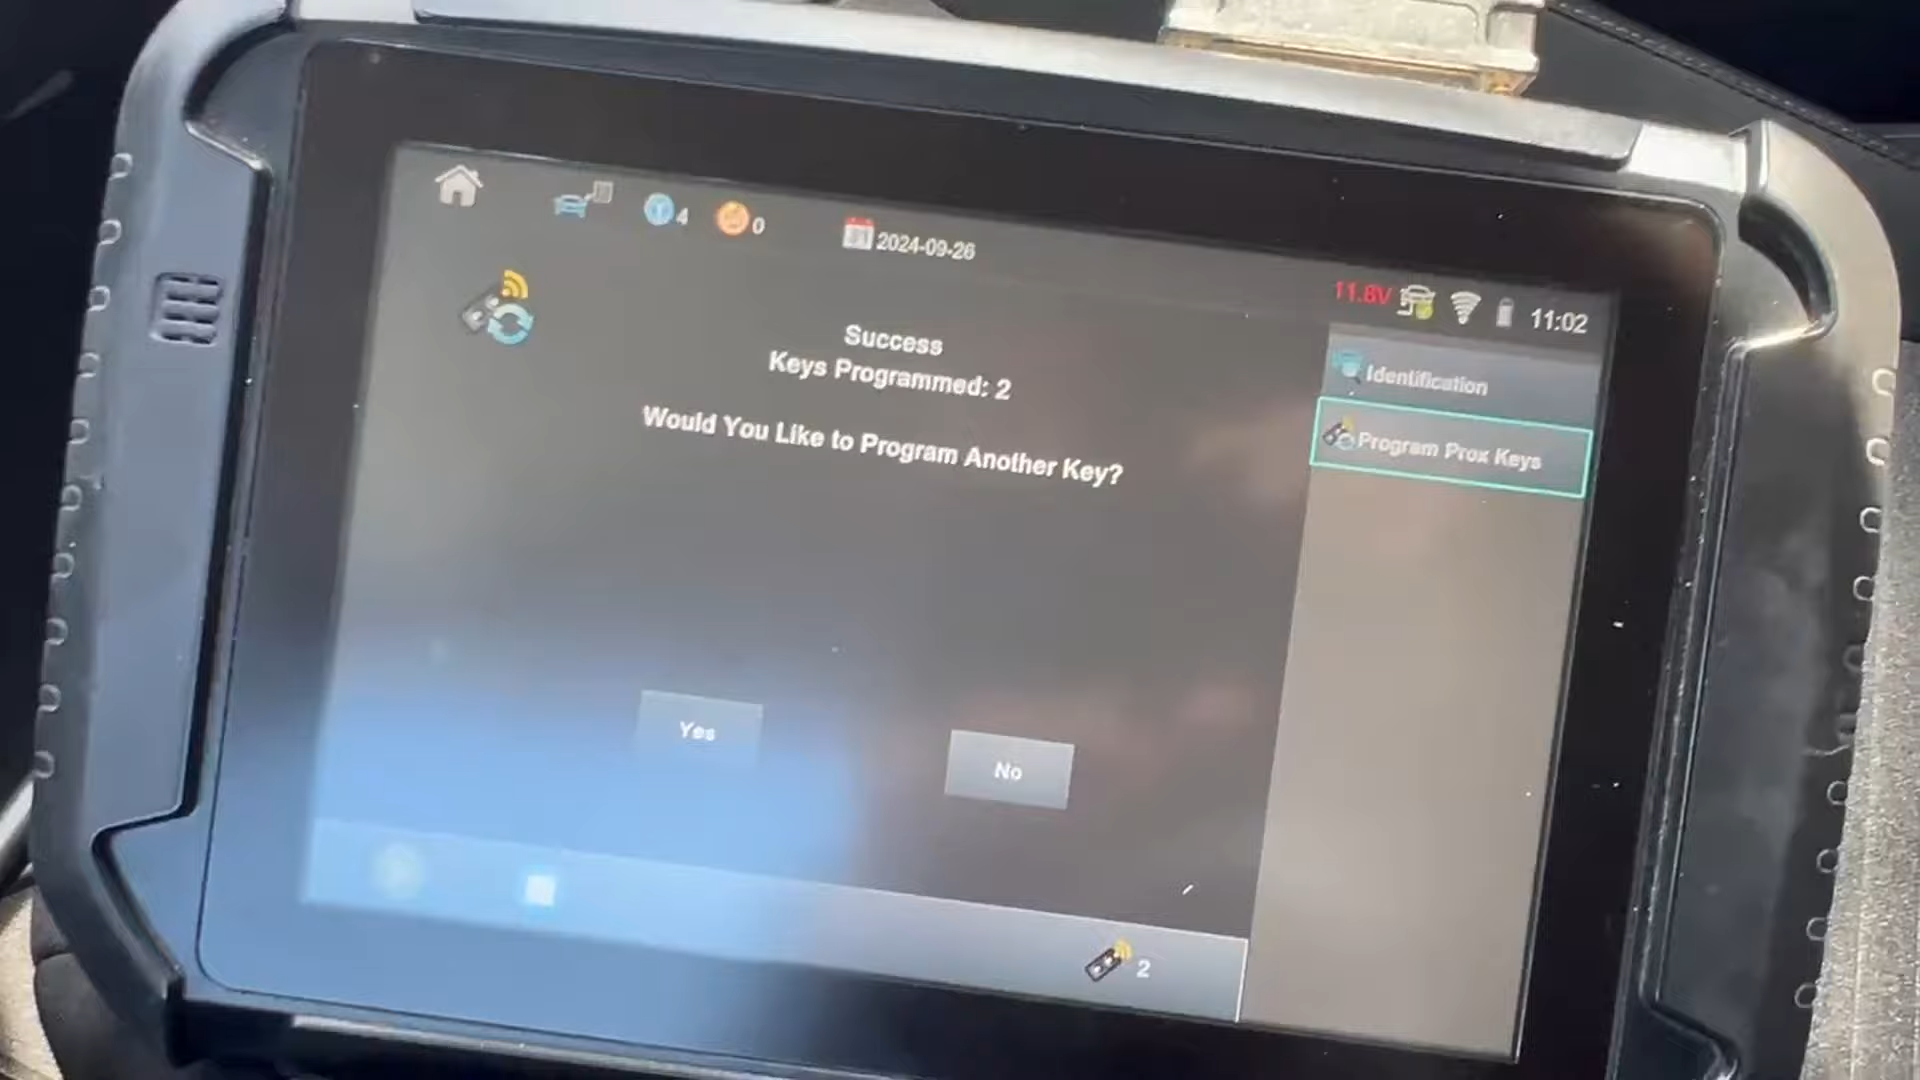 4 0 2024-09-26
11.8V 11:02
Success
Keys Programmed: 2
Would You Like to Program Another Key?
Yes
No
2
Identification
Program Prox Keys